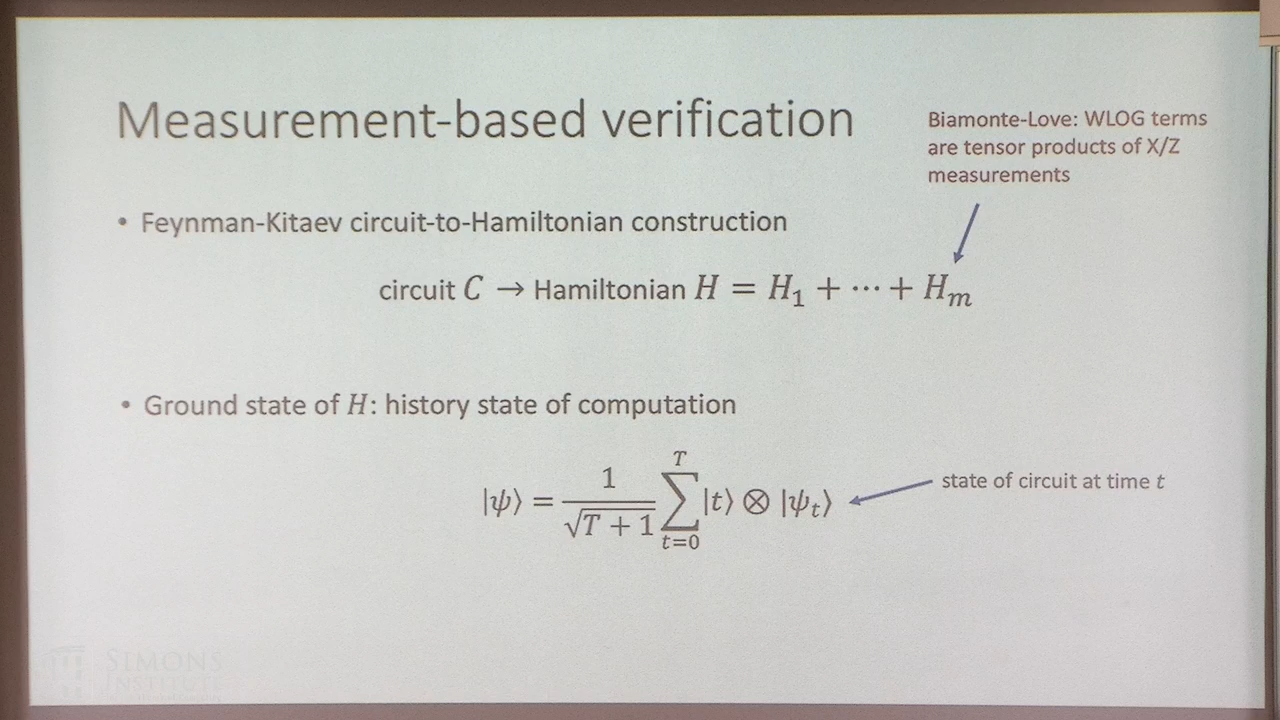 Measurement-based verification
Biamonte-Love: WLOG terms
are tensor products of X/Z
measurements
• Feynman-Kitaev circuit-to-Hamiltonian construction
circuit C → Hamiltonian H = H₁ + ⋯ + Hₘ
• Ground state of H: history state of computation
|ψ⟩ = 1/√(T + 1) ∑_{t=0}^{T} |t⟩ ⊗ |ψₜ⟩
state of circuit at time t
SIMONS
INSTITUTE